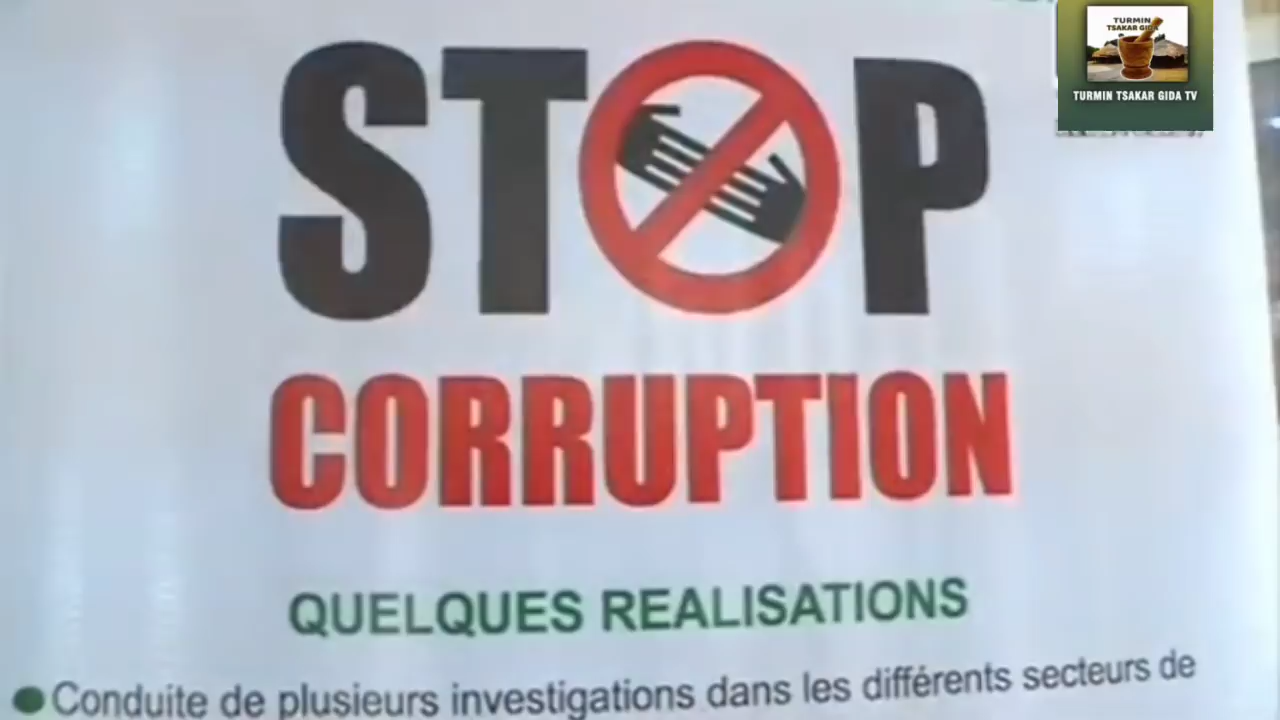 TURMIN
TSAKAR GIDA
TURMIN TSAKAR GIDA TV
STOP
CORRUPTION
QUELQUES REALISATIONS
Conduite de plusieurs investigations dans les différents secteurs de